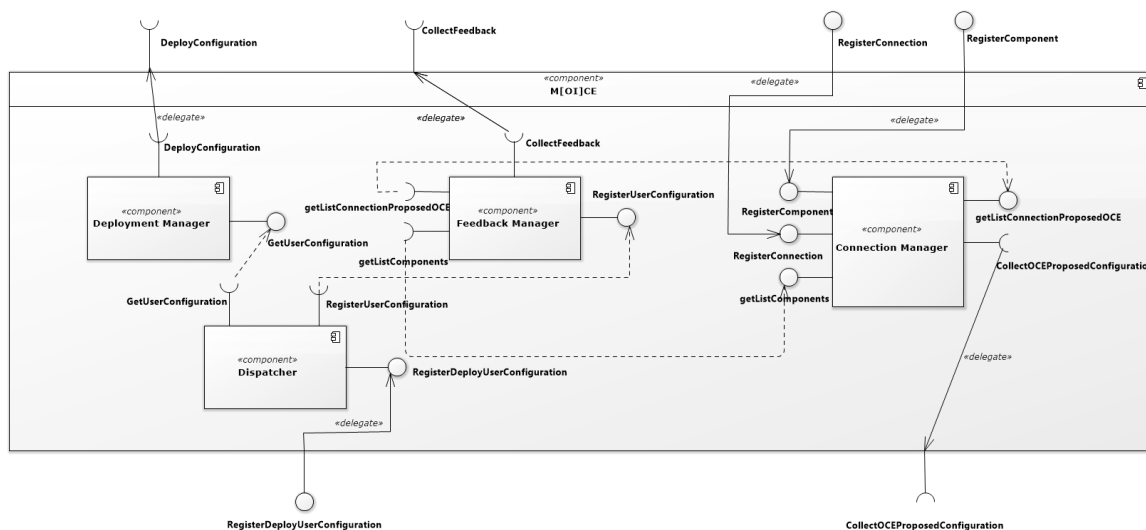 DeployConfiguration
CollectFeedback
RegisterConnection
RegisterComponent
«component»
M[OI]CE
«delegate»
«delegate»
«delegate»
«delegate»
DeployConfiguration
CollectFeedback
«component»
Deployment Manager
GetUserConfiguration
getListConnectionProposedOCE
«component»
Feedback Manager
getListComponents
RegisterUserConfiguration
RegisterComponent
RegisterConnection
getListComponents
«component»
Connection Manager
getListConnectionProposedOCE
CollectOCEProposedConfiguratio
GetUserConfiguration
RegisterUserConfiguration
«component»
Dispatcher
RegisterDeployUserConfiguration
«delegate»
«delegate»
RegisterDeployUserConfiguration
CollectOCEProposedConfiguration